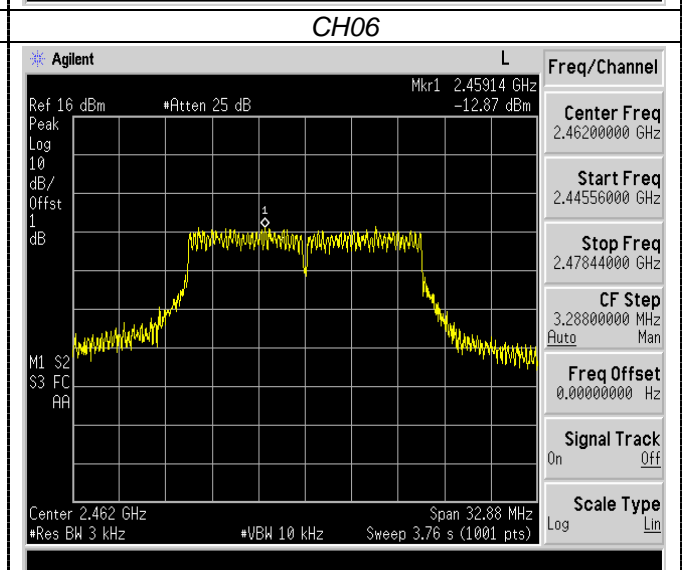 CH06
Agilent L
Mkr1 2.45914 GHz
Ref 16 dBm #Atten 25 dB -12.87 dBm
Peak
Log
10
dB/
Offst
1
dB
1
M1 S2
S3 FC
AA
Center 2.462 GHz Span 32.88 MHz
#Res BW 3 kHz #VBW 10 kHz Sweep 3.76 s (1001 pts)
Freq/Channel
Center Freq
2.46200000 GHz
Start Freq
2.44556000 GHz
Stop Freq
2.47844000 GHz
CF Step
3.28800000 MHz
Auto Man
Freq Offset
0.00000000 Hz
Signal Track
On Off
Scale Type
Log Lin